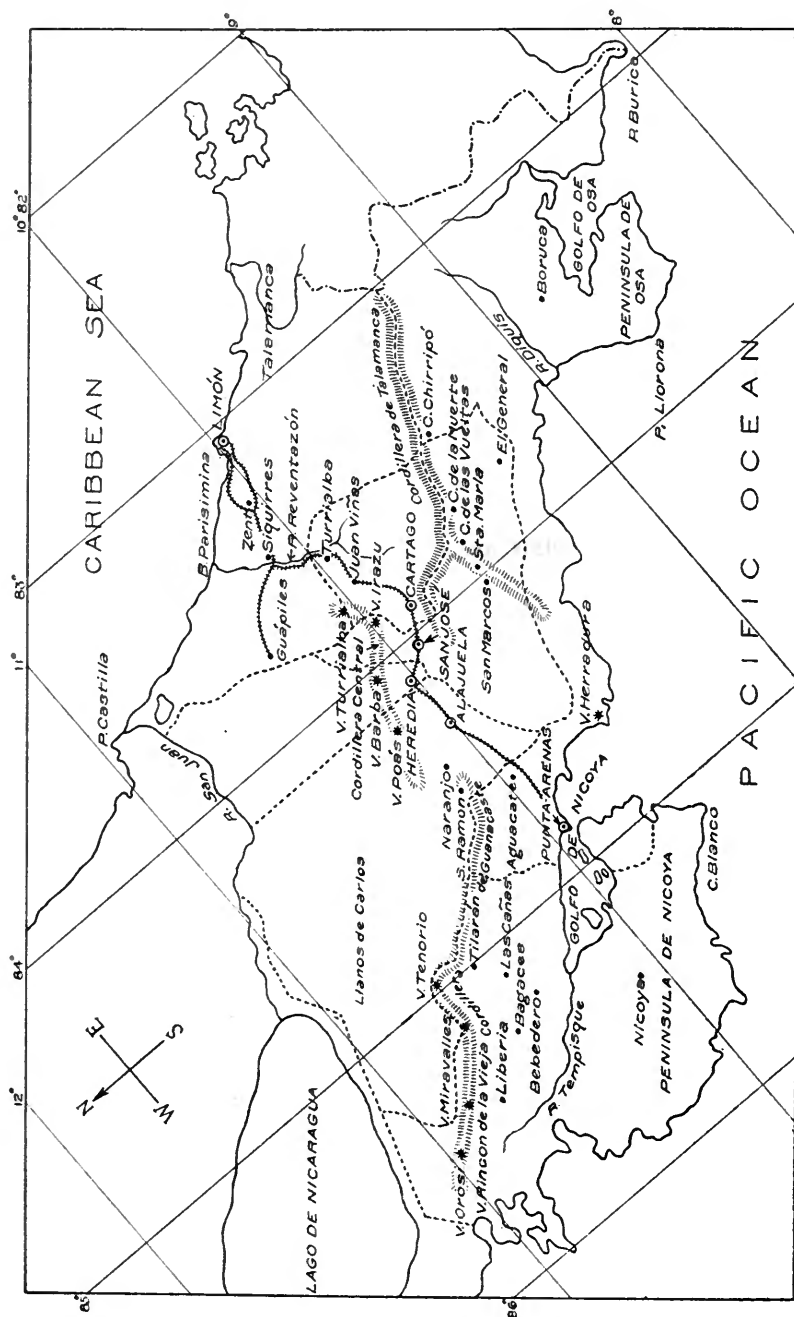 10° 82°
9°
83°
11°
84°
12°
85°
86°
8°
CARIBBEAN SEA
PACIFIC OCEAN
N
E
S
W
LAGO DE NICARAGUA
P. Castilla
R. San Juan
B. Parisimina
LIMÓN
Zent
Siquirres
R. Reventazón
Talamanca
Guápiles
Turrialba
Juan Viñas
V. Turrialba
Cordillera Central
V. Irazu
V. Barba
V. Poás
HEREDIA
CARTAGO
SAN JOSE
ALAJUELA
Cordillera de Talamanca
C. Chirripó
C. de la Muerte
C. de las Vueltas
Sta. Maria
San Marcos
El General
R. Diquis
Boruca
GOLFO DE OSA
PENINSULA DE OSA
P. Burica
P. Llorona
V. Herradura
Llanos de Carlos
Naranjo
S. Ramon
Aguacate
PUNTA-ARENAS
GOLFO DE NICOYA
V. Tenorio
Tilarán
Cordillera de Guanacaste
Las Cañas
Bagaces
Bebedero
Liberia
V. Miravalles
V. Rincon de la Vieja
V. Orosi
R. Tempisque
Nicoya
PENINSULA DE NICOYA
C. Blanco